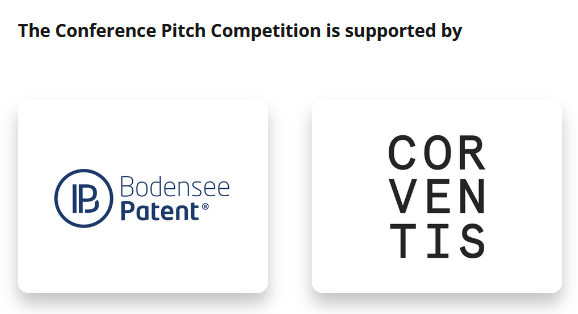 The Conference Pitch Competition is supported by
Bodensee
Patent®
COR
VEN
TIS